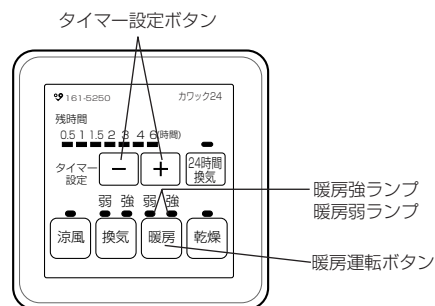 タイマー設定ボタン
161-5250 カワック24
残時間
0.5 1 1.5 2 3 4 6(時間)
タイマー設定 − + 24時間換気
弱 強 弱 強
涼風 換気 暖房 乾燥
暖房強ランプ
暖房弱ランプ
暖房運転ボタン